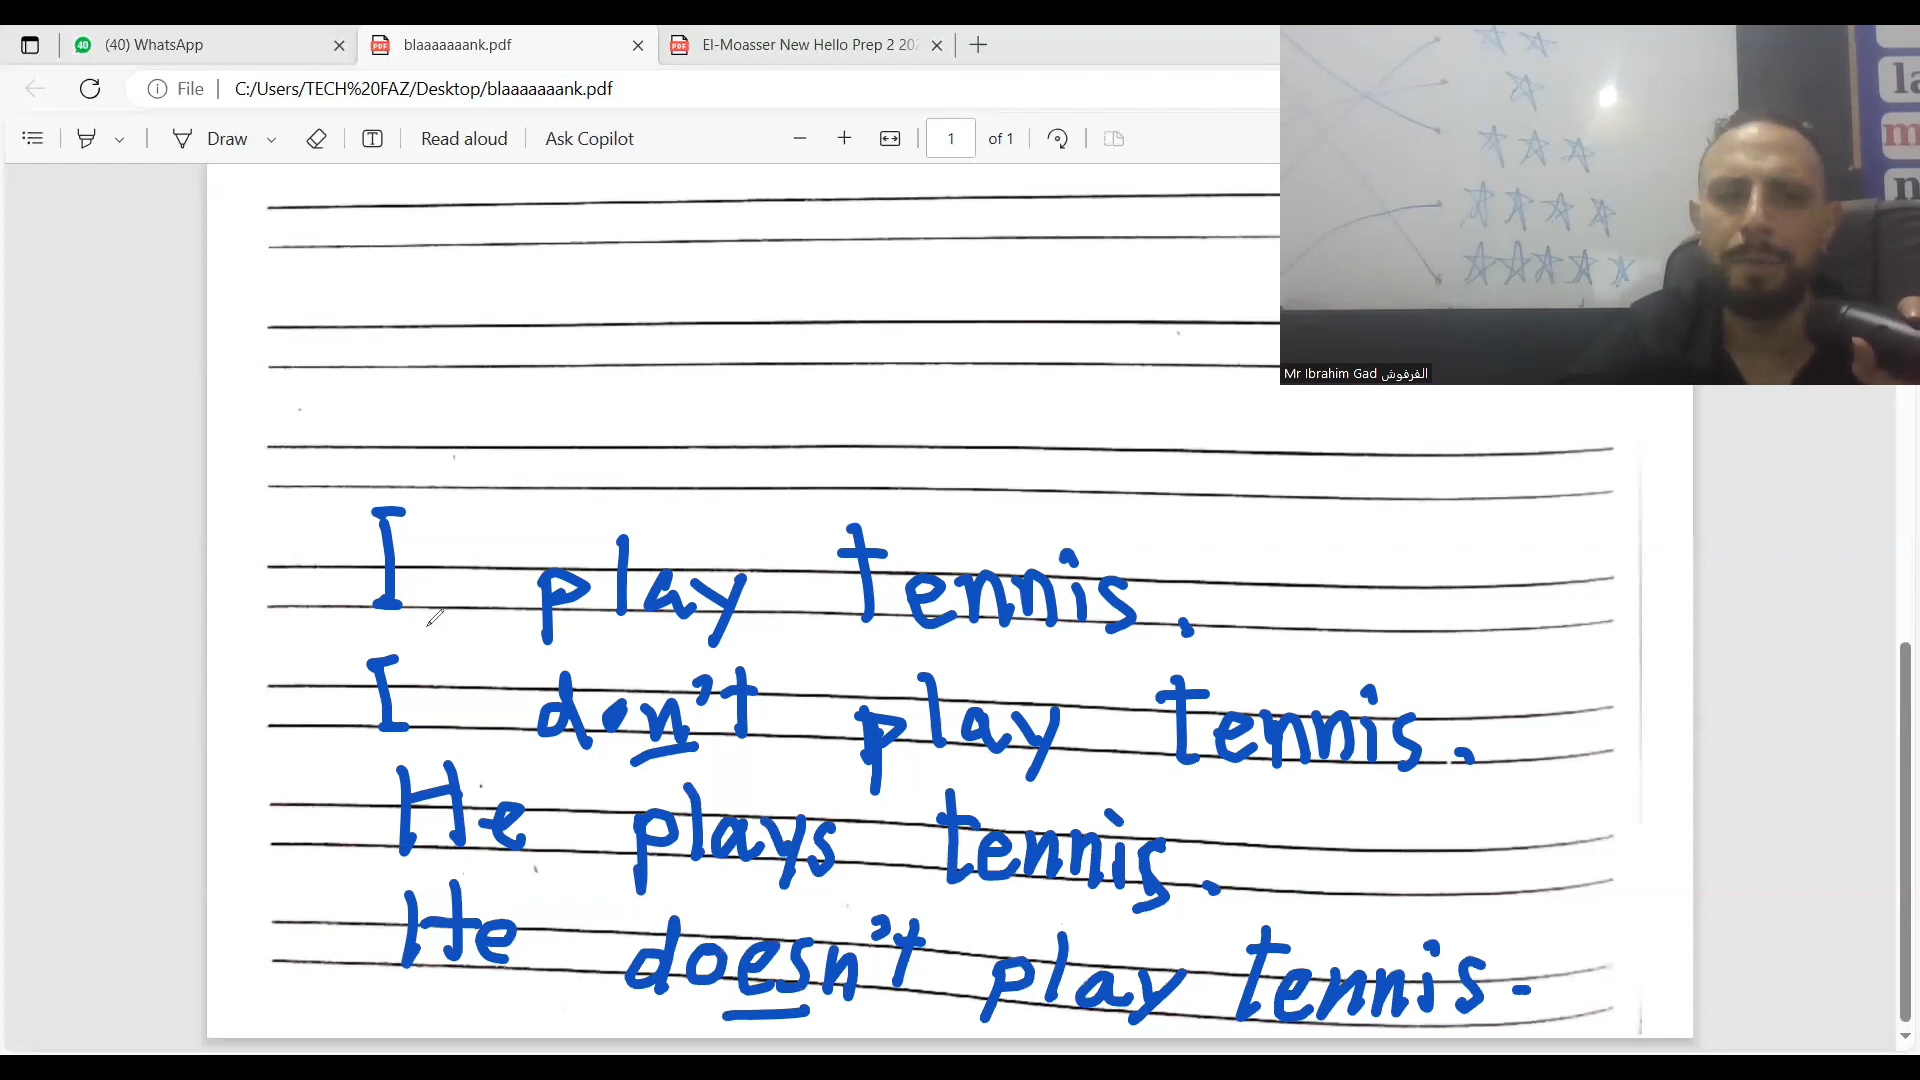 (40) WhatsApp
blaaaaaaank.pdf
El-Moasser New Hello Prep 2 202
File
C:/Users/TECH%20FAZ/Desktop/blaaaaaaank.pdf
Draw
Read aloud
Ask Copilot
1 of 1
la
m
n
Mr Ibrahim Gad الفرفوش
I play tennis.
I don't play tennis.
He plays tennis.
He doesn't play tennis.